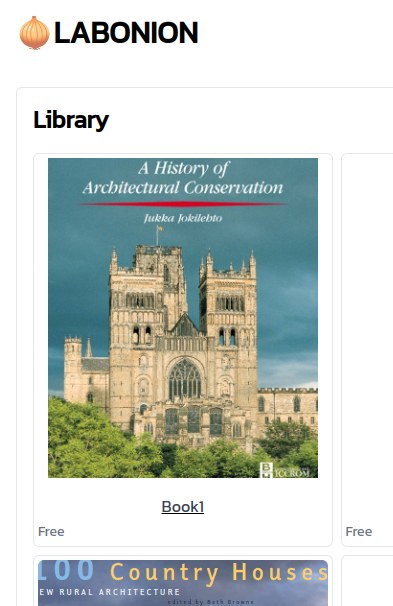 LABONION
Library
A History of
Architectural Conservation
Jukka Jokilehto
ICCROM
Book1
Free
Free
100 Country Houses
EW RURAL ARCHITECTURE
edited by Beth Browne